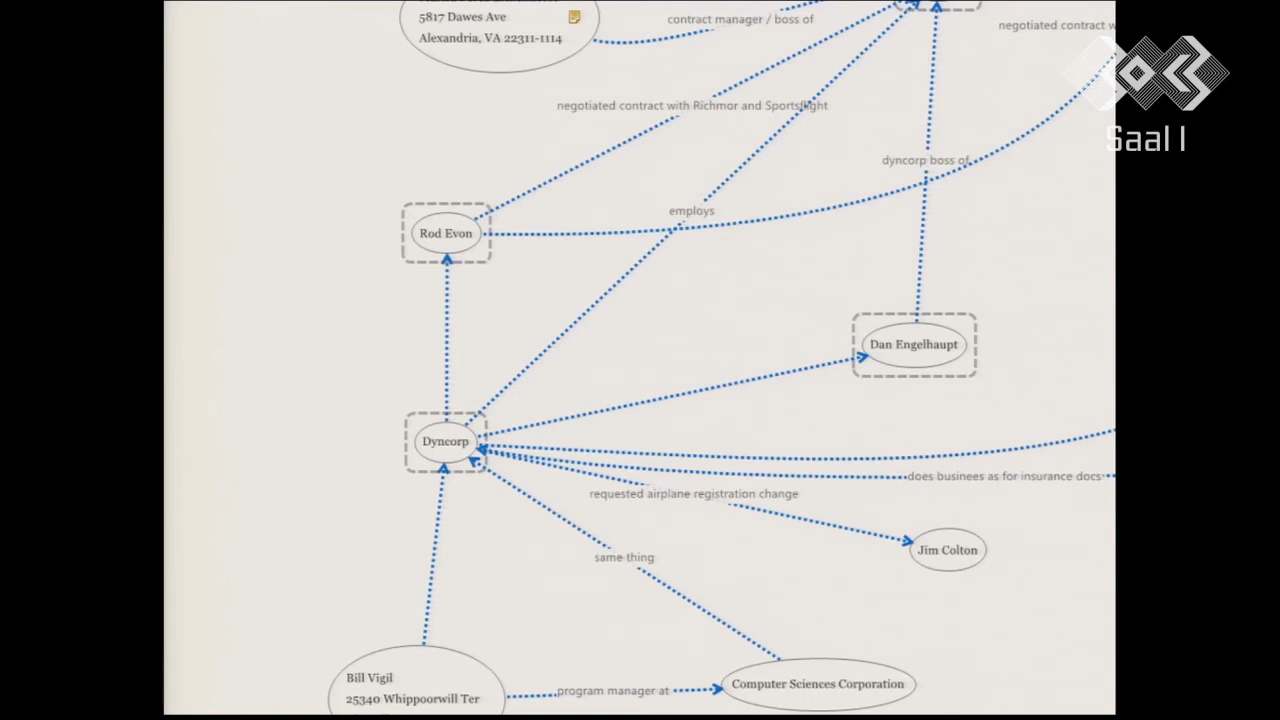 5817 Dawes Ave
Alexandria, VA 22311-1114
contract manager / boss of
negotiated contract w
negotiated contract with Richmor and Sportsflight
Saal 1
dyncorp boss of
employs
Rod Evon
Dan Engelhaupt
Dyncorp
does businees as for insurance docs
requested airplane registration change
Jim Colton
same thing
Bill Vigil
25340 Whippoorwill Ter
program manager at
Computer Sciences Corporation